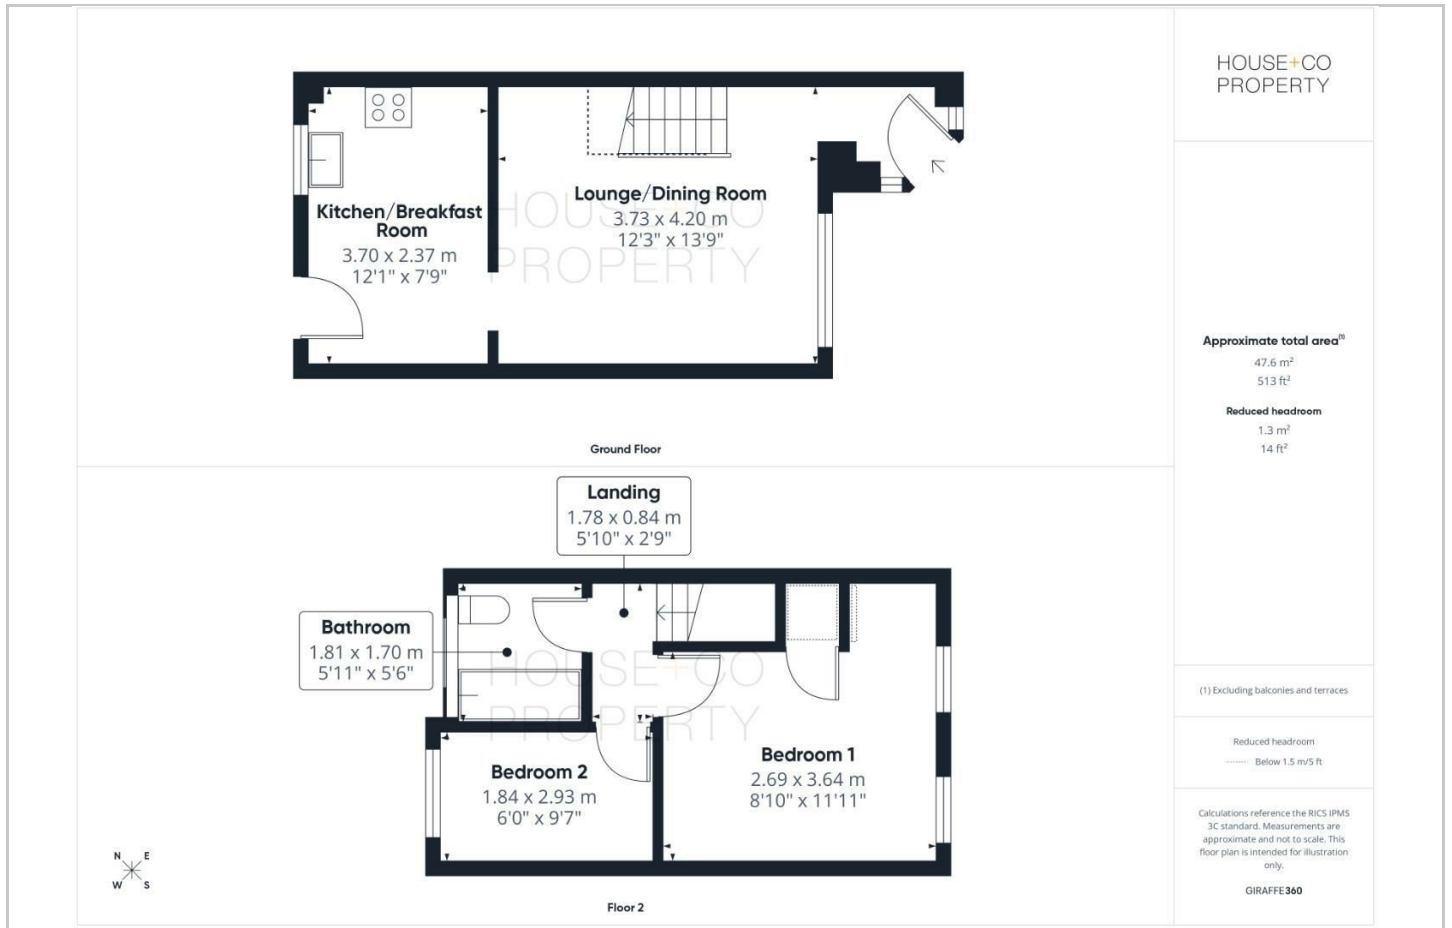 HOUSE+CO
PROPERTY
Kitchen/Breakfast
Room
3.70 x 2.37 m
12'1" x 7'9"
Lounge/Dining Room
3.73 x 4.20 m
12'3" x 13'9"
HOUSE+CO
PROPERTY
Ground Floor
Landing
1.78 x 0.84 m
5'10" x 2'9"
Bathroom
1.81 x 1.70 m
5'11" x 5'6"
HOUSE+CO
PROPERTY
Bedroom 2
1.84 x 2.93 m
6'0" x 9'7"
Bedroom 1
2.69 x 3.64 m
8'10" x 11'11"
N E
W S
Floor 2
Approximate total area(1)
47.6 m²
513 ft²
Reduced headroom
1.3 m²
14 ft²
(1) Excluding balconies and terraces
Reduced headroom
Below 1.5 m/5 ft
Calculations reference the RICS IPMS
3C standard. Measurements are
approximate and not to scale. This
floor plan is intended for illustration
only.
GIRAFFE360